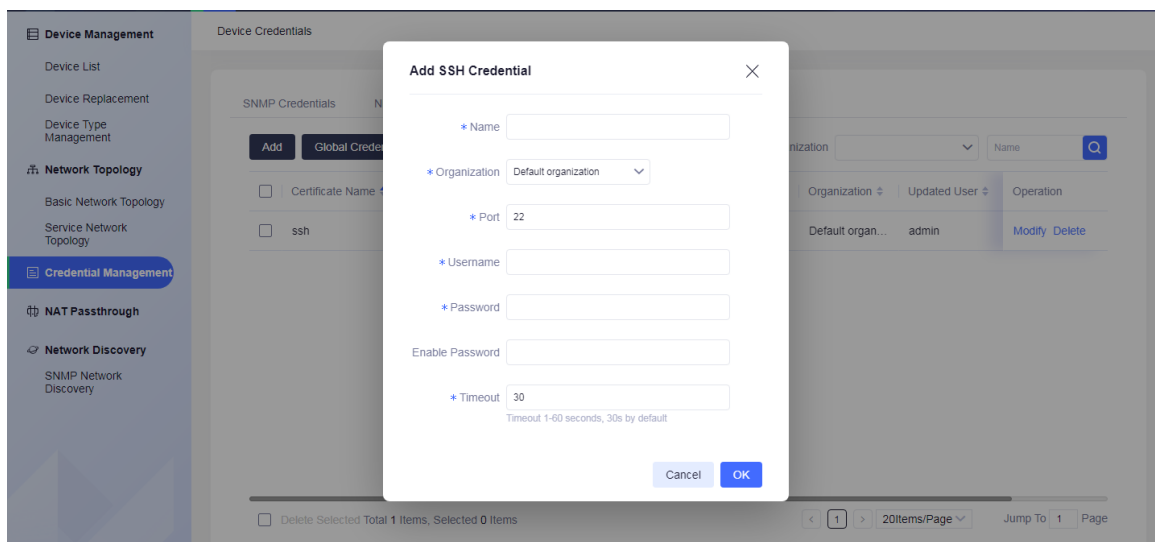 Device Management
Device List
Device Replacement
Device Type
Management
Network Topology
Basic Network Topology
Service Network
Topology
Credential Management
NAT Passthrough
Network Discovery
SNMP Network
Discovery
Device Credentials
SNMP Credentials N
Add Global Creden
nization Name
Certificate Name Organization Updated User Operation
ssh Default organ... admin Modify Delete
Delete Selected Total 1 Items, Selected 0 Items < 1 > 20Items/Page Jump To 1 Page
Add SSH Credential
* Name
* Organization Default organization
* Port 22
* Username
* Password
Enable Password
* Timeout 30
Timeout 1-60 seconds, 30s by default
Cancel OK